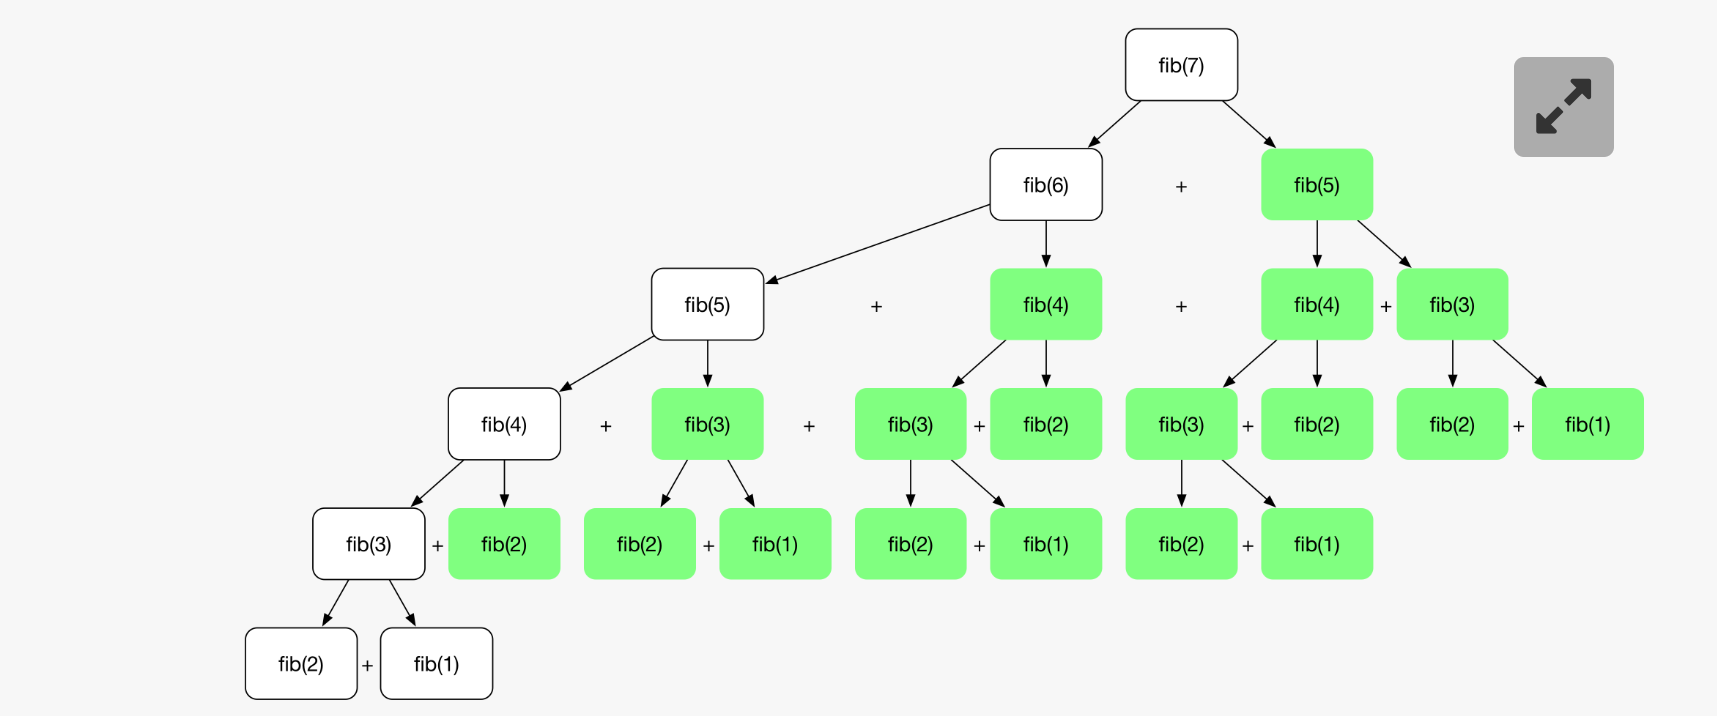 fib(7)
fib(6) + fib(5)
fib(5) + fib(4) + fib(4) + fib(3)
fib(4) + fib(3) + fib(3) + fib(2) fib(3) + fib(2) fib(2) + fib(1)
fib(3) + fib(2) fib(2) + fib(1) fib(2) + fib(1) fib(2) + fib(1)
fib(2) + fib(1)